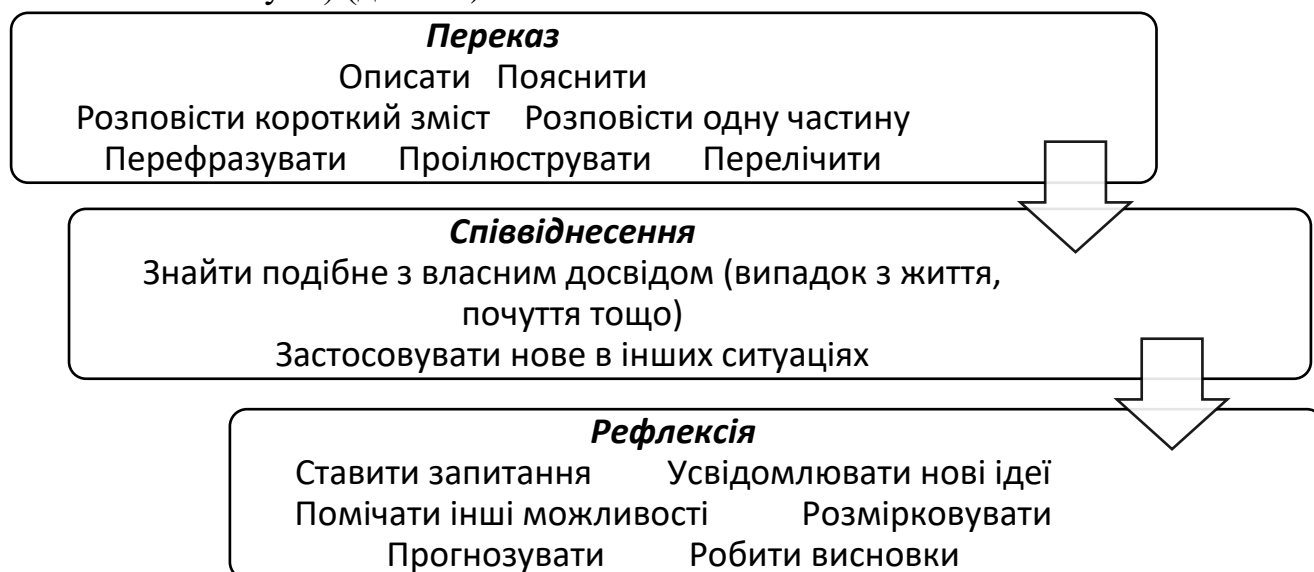 Переказ
Описати Пояснити
Розповісти короткий зміст Розповісти одну частину
Перефразувати Проілюструвати Перелічити
Співвіднесення
Знайти подібне з власним досвідом (випадок з життя,
почуття тощо)
Застосовувати нове в інших ситуаціях
Рефлексія
Ставити запитання Усвідомлювати нові ідеї
Помічати інші можливості Розмірковувати
Прогнозувати Робити висновки